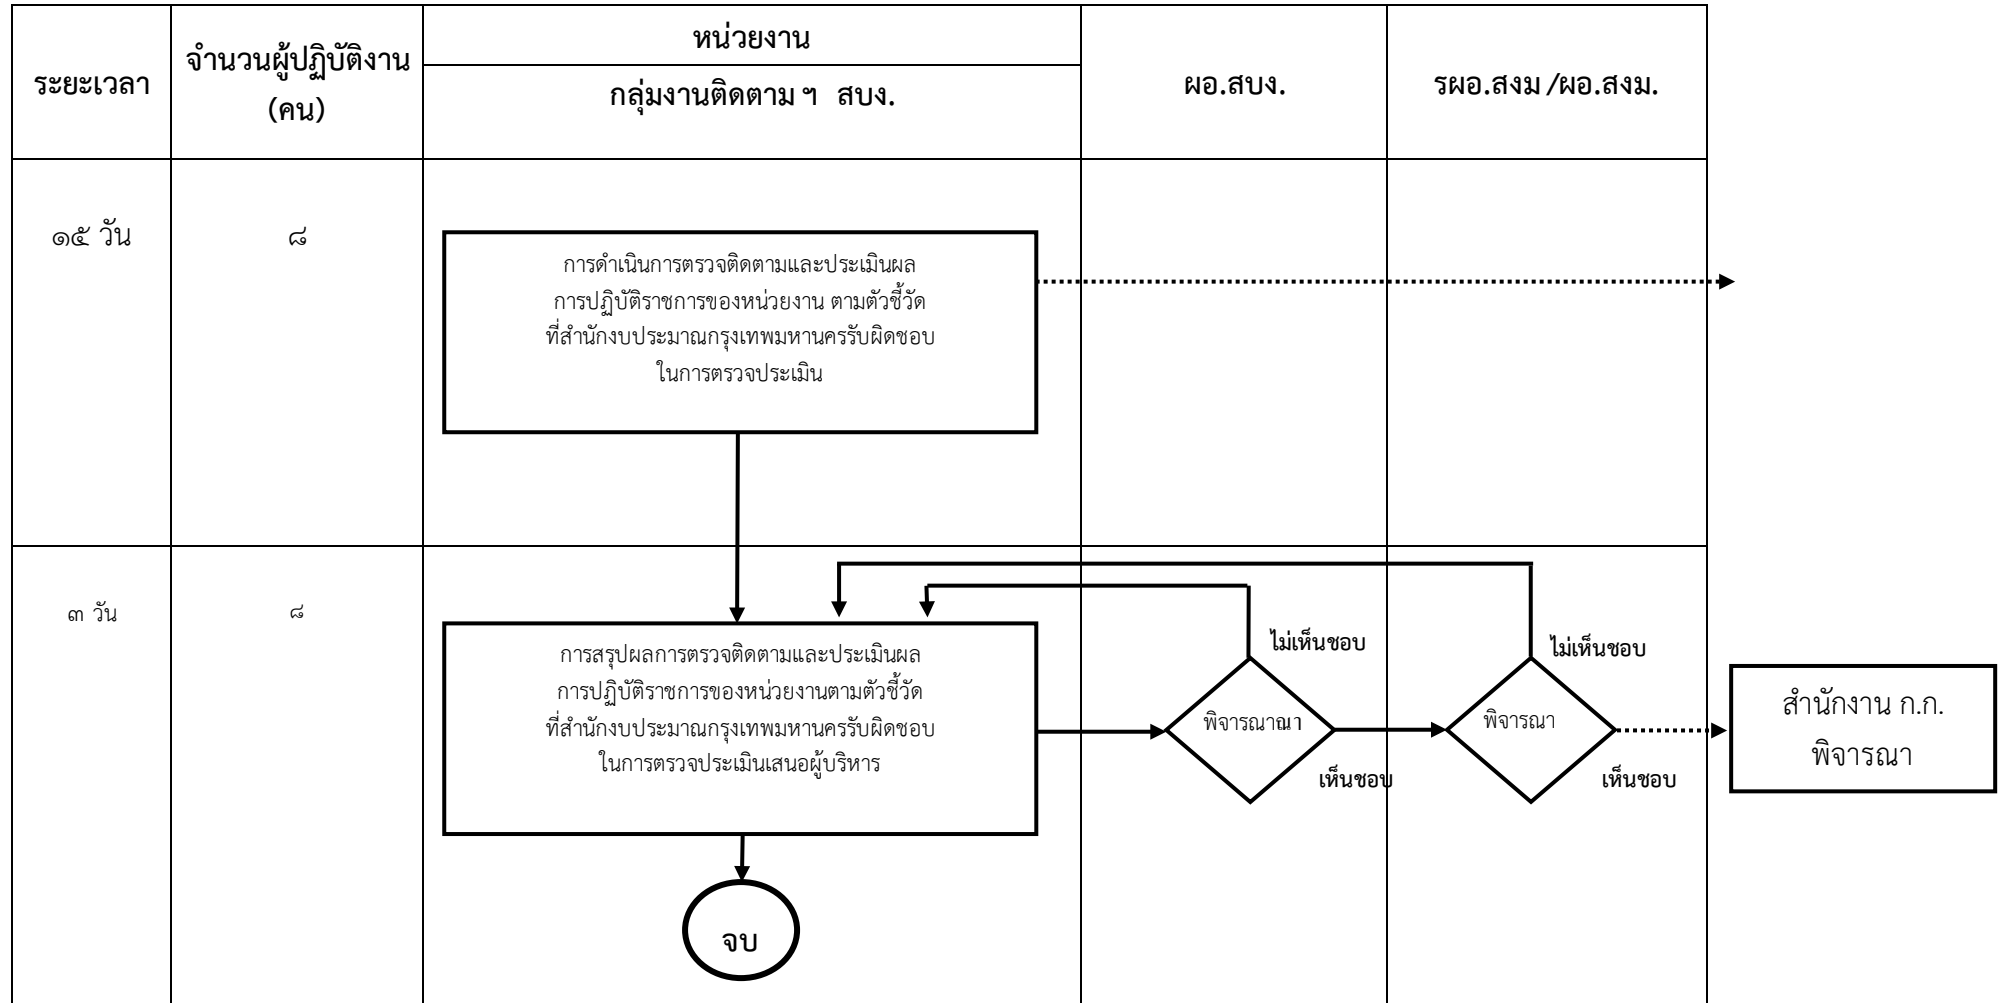 ระยะเวลา
จำนวนผู้ปฏิบัติงาน
(คน)
หน่วยงาน
กลุ่มงานติดตาม ฯ สบง.
ผอ.สบง.
รผอ.สงม /ผอ.สงม.
๑๕ วัน
๘
การดำเนินการตรวจติดตามและประเมินผล
การปฏิบัติราชการของหน่วยงาน ตามตัวชี้วัด
ที่สำนักงบประมาณกรุงเทพมหานครรับผิดชอบ
ในการตรวจประเมิน
๓ วัน
๘
การสรุปผลการตรวจติดตามและประเมินผล
การปฏิบัติราชการของหน่วยงานตามตัวชี้วัด
ที่สำนักงบประมาณกรุงเทพมหานครรับผิดชอบ
ในการตรวจประเมินเสนอผู้บริหาร
ไม่เห็นชอบ
พิจารณาณา
เห็นชอบ
ไม่เห็นชอบ
พิจารณา
เห็นชอบ
สำนักงาน ก.ก.
พิจารณา
จบ